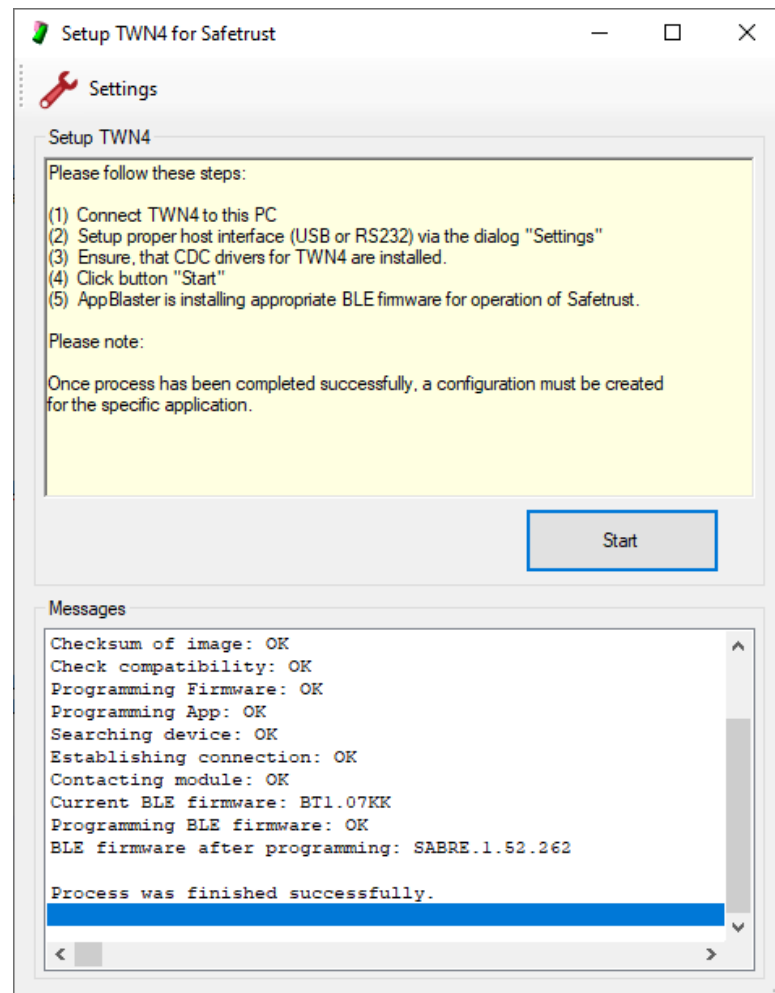 Setup TWN4 for Safetrust
Settings
Setup TWN4
Please follow these steps:
(1) Connect TWN4 to this PC
(2) Setup proper host interface (USB or RS232) via the dialog "Settings"
(3) Ensure, that CDC drivers for TWN4 are installed.
(4) Click button "Start"
(5) AppBlaster is installing appropriate BLE firmware for operation of Safetrust.
Please note:
Once process has been completed successfully, a configuration must be created
for the specific application.
Start
Messages
Checksum of image: OK
Check compatibility: OK
Programming Firmware: OK
Programming App: OK
Searching device: OK
Establishing connection: OK
Contacting module: OK
Current BLE firmware: BT1.07KK
Programming BLE firmware: OK
BLE firmware after programming: SABRE.1.52.262
Process was finished successfully.